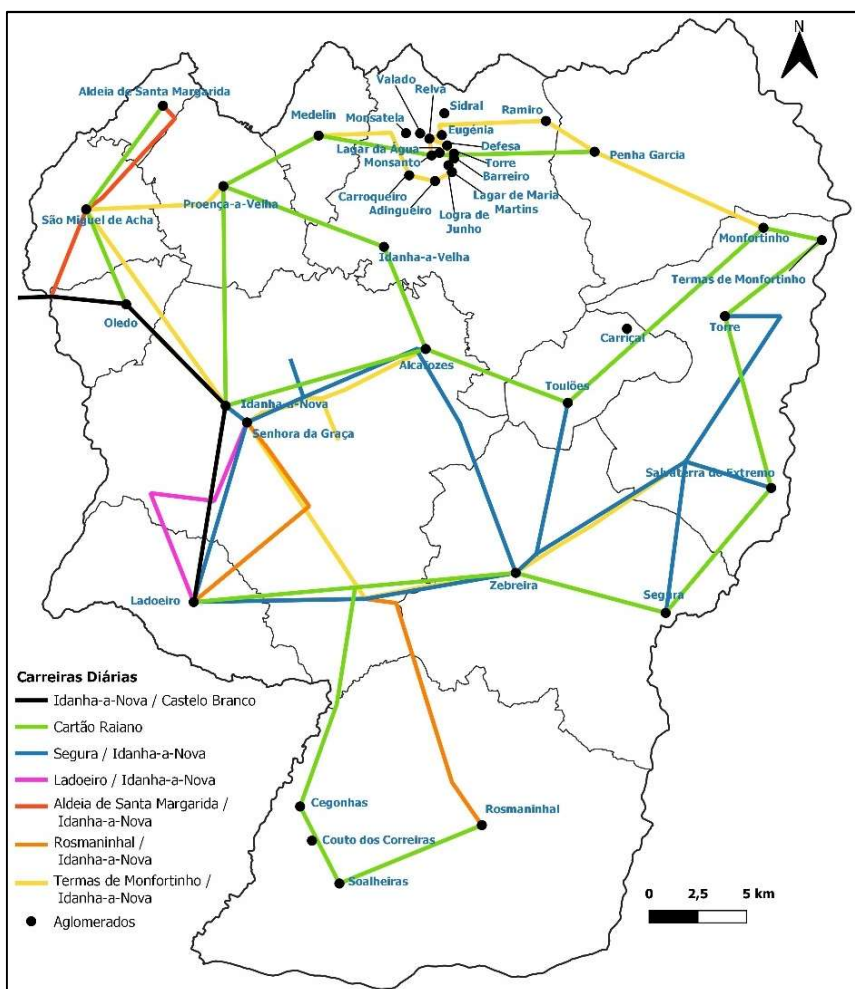 N
Aldeia de Santa Margarida
Valado
Relva
Sidral
Ramiro
Monsatela
Medelin
Eugénia
Lagar da Água
Defesa
Monsanto
Torre
Penha Garcia
Barreiro
Carroqueiro
Proença-a-Velha
Adingueiro
Lagar de Maria
Martins
Logra de
Junho
São Miguel de Acha
Monfortinho
Idanha-a-Velha
Termas de Monfortinho
Oledo
Torre
Carriçal
Alcafozes
Toulões
Idanha-a-Nova
Senhora da Graça
Salvaterra do Extremo
Zebreira
Ladoeiro
Segura
Carreiras Diárias
Idanha-a-Nova / Castelo Branco
Cartão Raiano
Segura / Idanha-a-Nova
Ladoeiro / Idanha-a-Nova
Aldeia de Santa Margarida /
Idanha-a-Nova
Rosmaninhal /
Idanha-a-Nova
Termas de Monfortinho /
Idanha-a-Nova
Aglomerados
Cegonhas
Rosmaninhal
Couto dos Correiras
Soalheiras
0 2,5 5 km